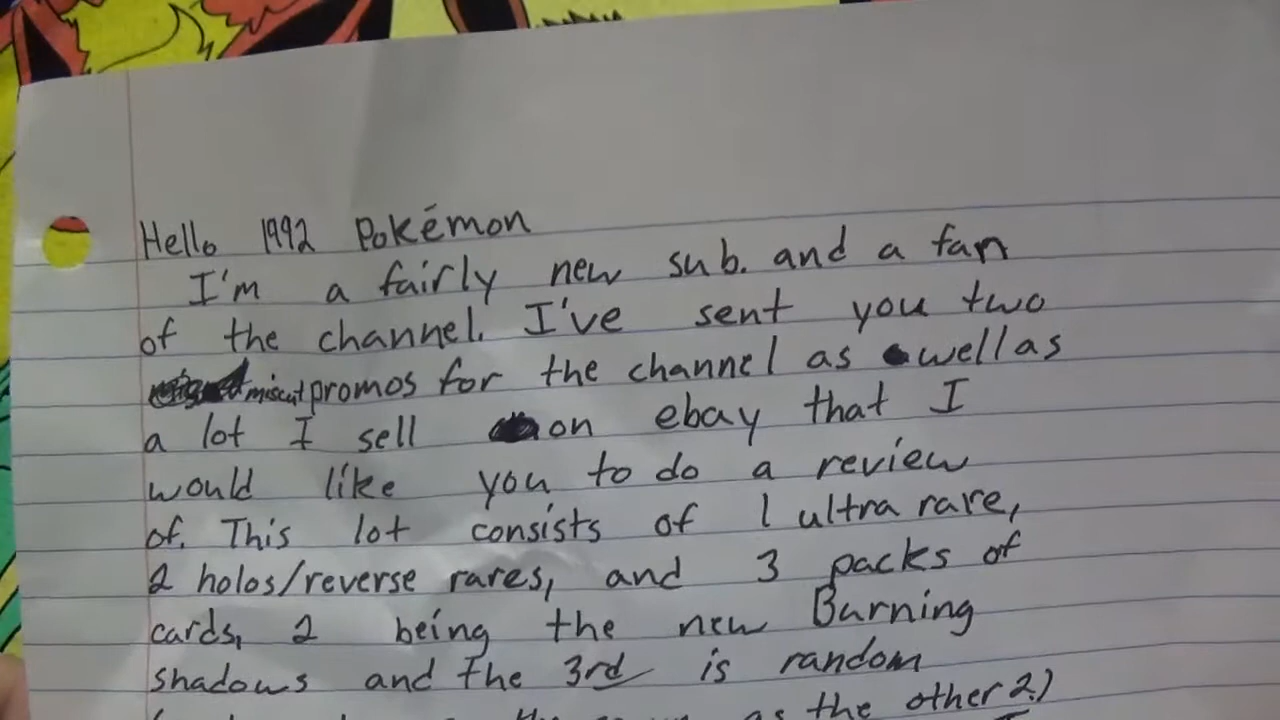 Hello 1992 Pokémon
I'm a fairly new sub. and a fan
of the channel. I've sent you two
miscut promos for the channel as well as
a lot I sell on ebay that I
would like you to do a review
of. This lot consists of 1 ultra rare,
2 holos/reverse rares, and 3 packs of
cards, 2 being the new Burning
shadows and the 3rd is random
as the other 2.)